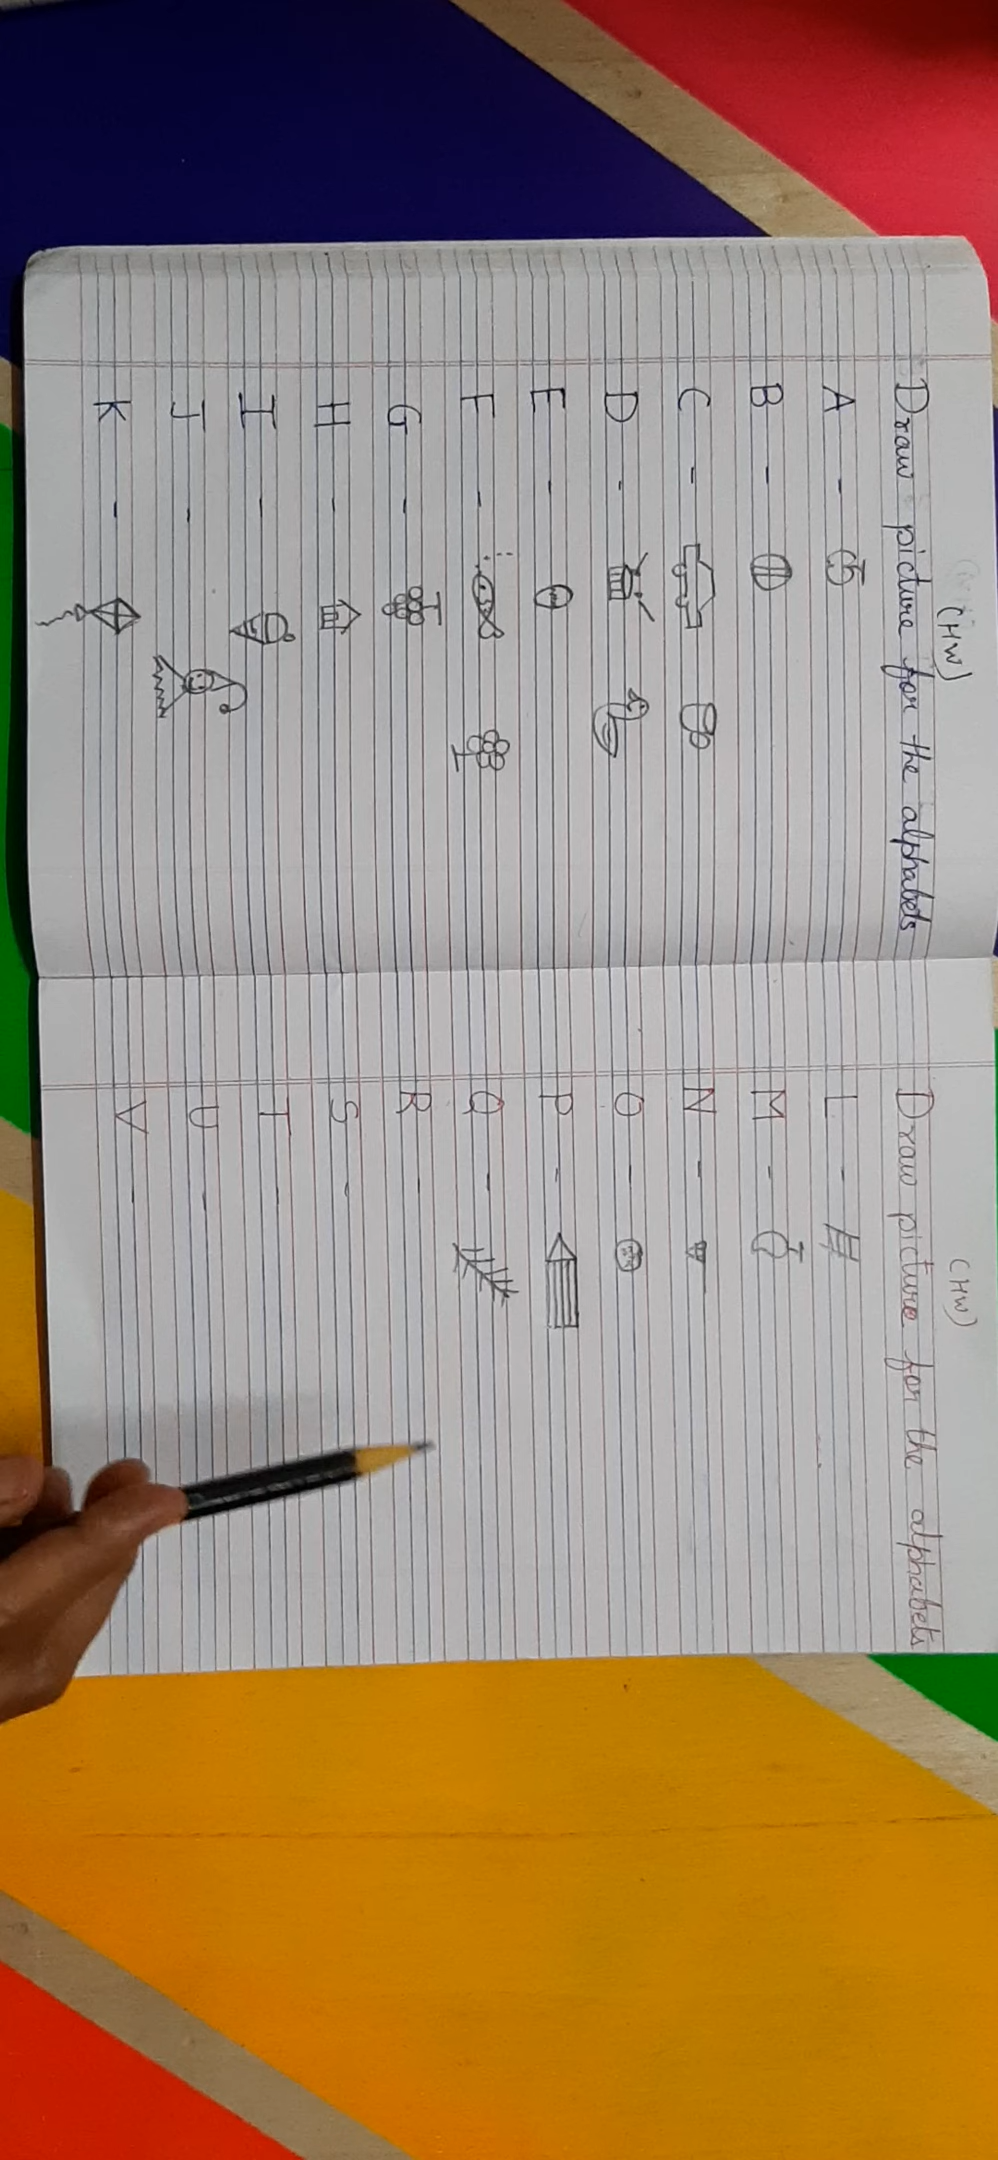 (HW)
Draw picture for the alphabets
A -
B -
C -
D -
E -
F -
G -
H -
I -
J -
K -
(HW)
Draw picture for the alphabets
L -
M -
N -
O -
P -
Q -
R -
S -
T -
U -
V -